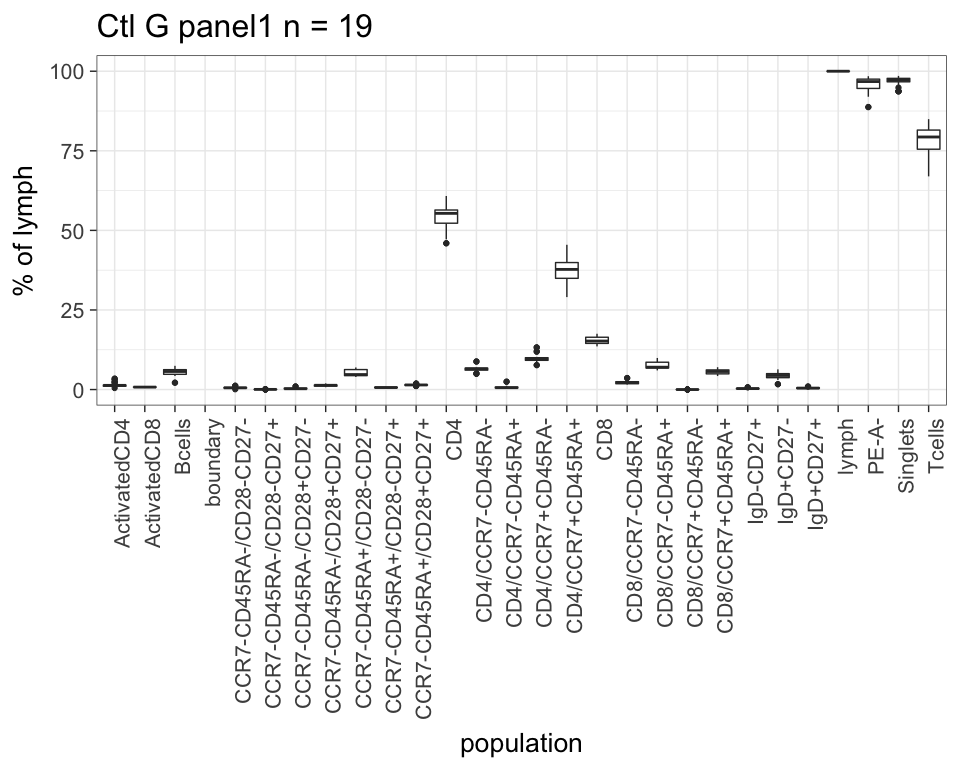 Ctl G panel1 n = 19
% of lymph
100
75
50
25
0
ActivatedCD4
ActivatedCD8
Bcells
boundary
CCR7-CD45RA-/CD28-CD27-
CCR7-CD45RA-/CD28-CD27+
CCR7-CD45RA-/CD28+CD27-
CCR7-CD45RA-/CD28+CD27+
CCR7-CD45RA+/CD28-CD27-
CCR7-CD45RA+/CD28-CD27+
CCR7-CD45RA+/CD28+CD27+
CD4
CD4/CCR7-CD45RA-
CD4/CCR7-CD45RA+
CD4/CCR7+CD45RA-
CD4/CCR7+CD45RA+
CD8
CD8/CCR7-CD45RA-
CD8/CCR7-CD45RA+
CD8/CCR7+CD45RA-
CD8/CCR7+CD45RA+
IgD-CD27+
IgD+CD27-
IgD+CD27+
lymph
PE-A-
Singlets
Tcells
population